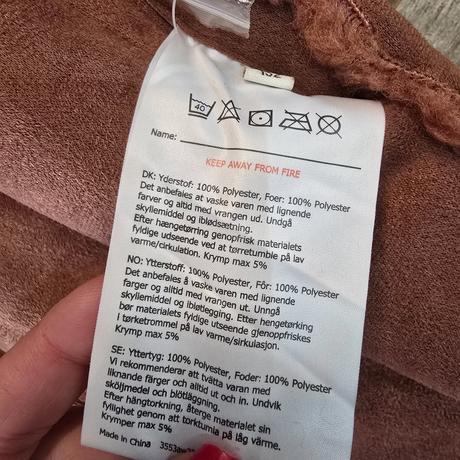 152
40
Name:
KEEP AWAY FROM FIRE
DK: Yderstof: 100% Polyester, Foer: 100% Polyester
Det anbefales at vaske varen med lignende
farver og altid med vrangen ud. Undgå
skyllemiddel og iblødsætning.
Efter hængetørring genopfrisk materialets
fyldige udseende ved at tørretumble på lav
varme/cirkulation. Krymp max 5%
NO: Ytterstoff: 100% Polyester, Fôr: 100% Polyester
Det anbefales å vaske varen med lignende
farger og altid med vrangen ut. Unngå
skyllemiddel og iblotlegging. Efter hengetørking
bør materialets fyldige utseende gjenoppfriskes
I tørketrommel på lav varme/sirkulasjon.
Krymp max 5%
SE: Yttertyg: 100% Polyester, Foder: 100% Polyester
Vi rekommenderar att tvätta varan med
liknande färger och alltid ut och in. Undvik
sköljmedel och blötläggning.
Efter hängtorkning, återge materialet sin
fyllighet genom att torktumla på låg värme.
Krymper max 5%
Made in China